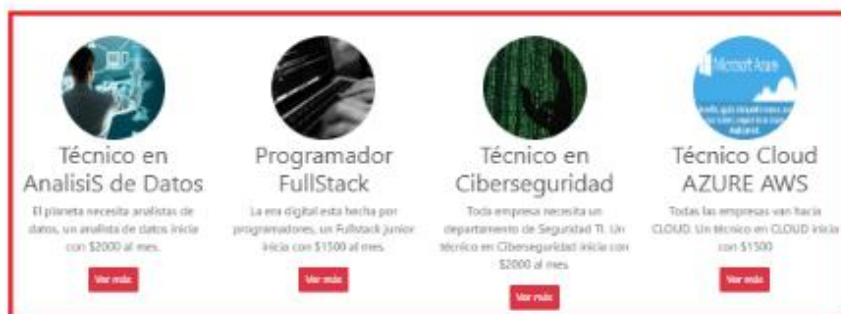 Microsoft Azure
Técnico en
AnalisiS de Datos
El planeta necesita analistas de
datos, un analista de datos inicia
con $2000 al mes.
Ver más
Programador
FullStack
La era digital esta hecha por
programadores, un Fullstack junior
inicia con $1500 al mes.
Ver más
Técnico en
Ciberseguridad
Toda empresa necesita un
departamento de Seguridad TI. Un
técnico en Ciberseguridad inicia con
$2000 al mes.
Ver más
Técnico Cloud
AZURE AWS
Todas las empresas van hacia
CLOUD. Un técnico en CLOUD inicia
con $1500
Ver más